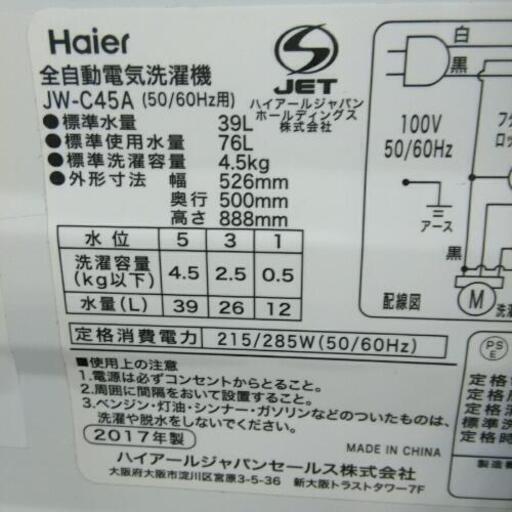 Haier
全自動電気洗濯機
JW-C45A (50/60Hz用)
S
JET
ハイアールジャパン
ホールディングス
株式会社
●標準水量 39L
●標準使用水量 76L
●標準洗濯容量 4.5kg
●外形寸法 幅 526mm
奥行 500mm
高さ 888mm
水位 5 3 1
洗濯容量(kg以下) 4.5 2.5 0.5
水量(L) 39 26 12
定格消費電力 215/285W(50/60Hz)
■使用上の注意
1.電源は必ずコンセントからとること。
2.周囲に間隔をおいて設置すること。
3.ベンジン・灯油・シンナー・ガソリンなどのついたものは、
洗濯や脱水をしないでください。
2017年製
MADE IN CHINA
ハイアールジャパンセールス株式会社
大阪府大阪市淀川区宮原3-5-36 新大阪トラストタワー7F
白
黒
100V
50/60Hz
アース
黒
M
配線図
PS
E